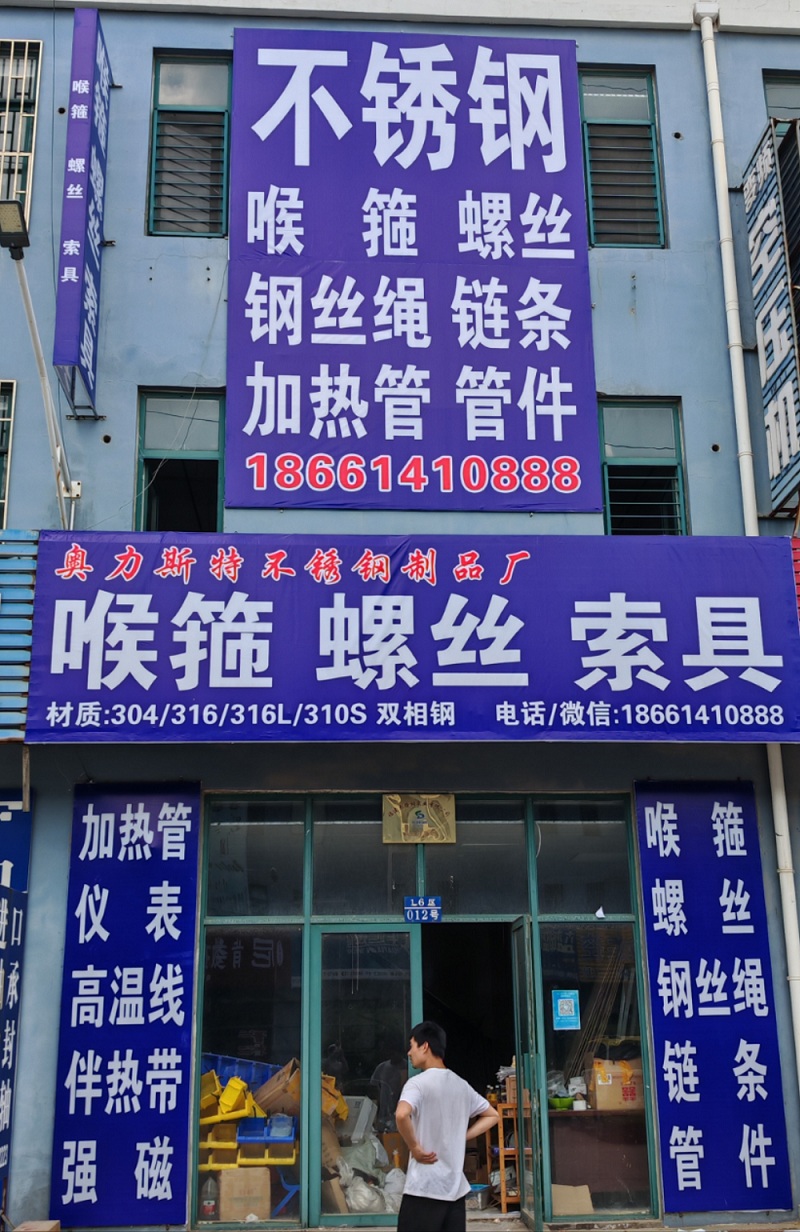 不锈钢
喉 箍 螺丝
钢丝绳 链条
加热管 管件
18661410888
喉箍 螺丝 索具
空压机
奥力斯特不锈钢制品厂
喉箍 螺丝 索具
材质:304/316/316L/310S 双相钢 电话/微信:18661410888
加热管
仪 表
高温线
伴热带
强 磁
L6区
012号
喉 箍
螺 丝
钢丝绳
链 条
管 件